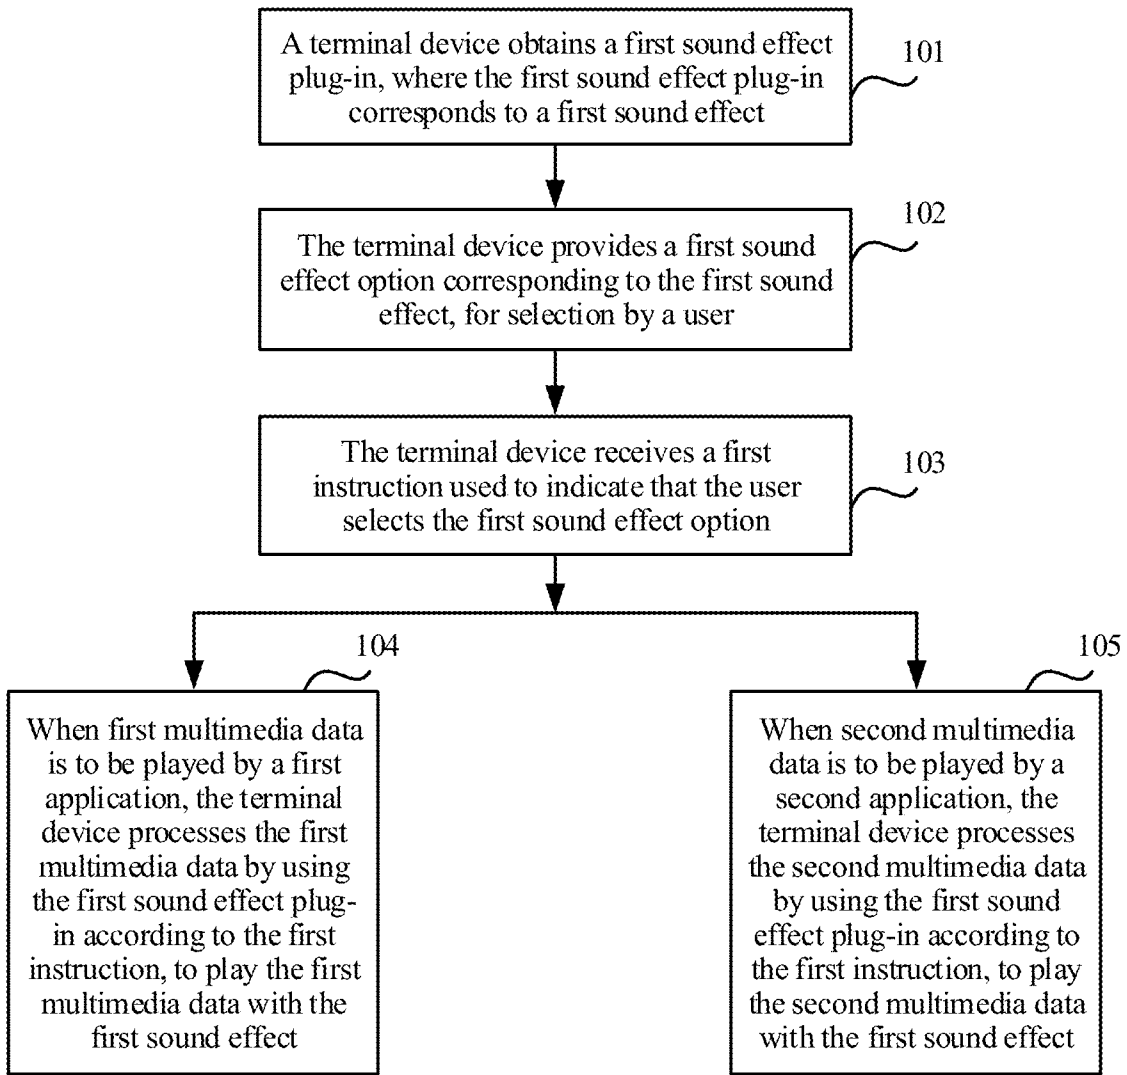 A terminal device obtains a first sound effect
plug-in, where the first sound effect plug-in
corresponds to a first sound effect
101
The terminal device provides a first sound
effect option corresponding to the first sound
effect, for selection by a user
102
The terminal device receives a first
instruction used to indicate that the user
selects the first sound effect option
103
104
When first multimedia data
is to be played by a first
application, the terminal
device processes the first
multimedia data by using
the first sound effect plug-
in according to the first
instruction, to play the first
multimedia data with the
first sound effect
105
When second multimedia
data is to be played by a
second application, the
terminal device processes
the second multimedia data
by using the first sound
effect plug-in according to
the first instruction, to play
the second multimedia data
with the first sound effect